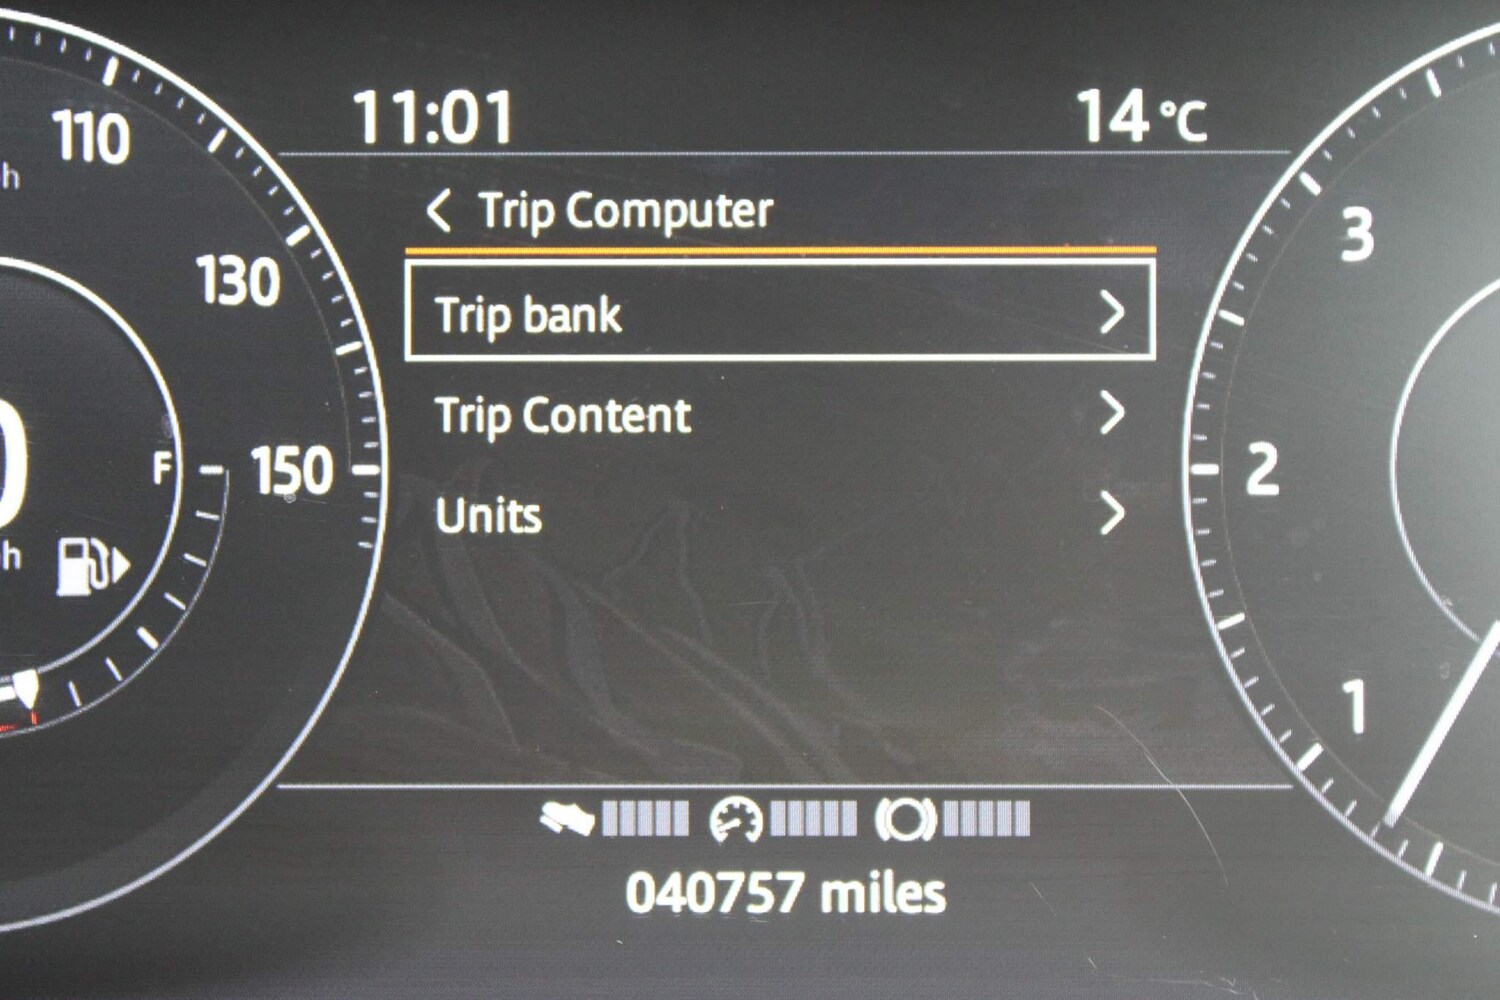 11:01
14 °C
110
h
Trip Computer
3
130
Trip bank
Trip Content
F
150
2
Units
h
1
040757 miles